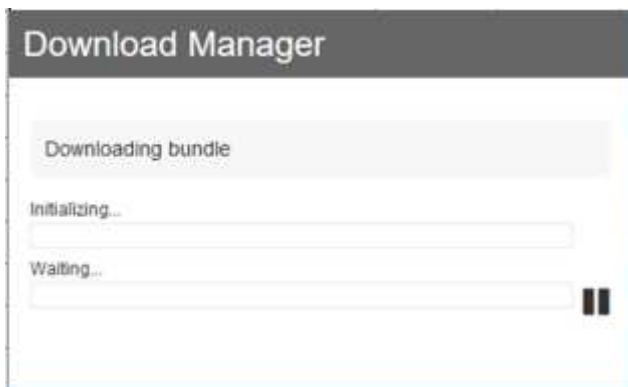 Download Manager
Downloading bundle
Initializing...
Waiting...